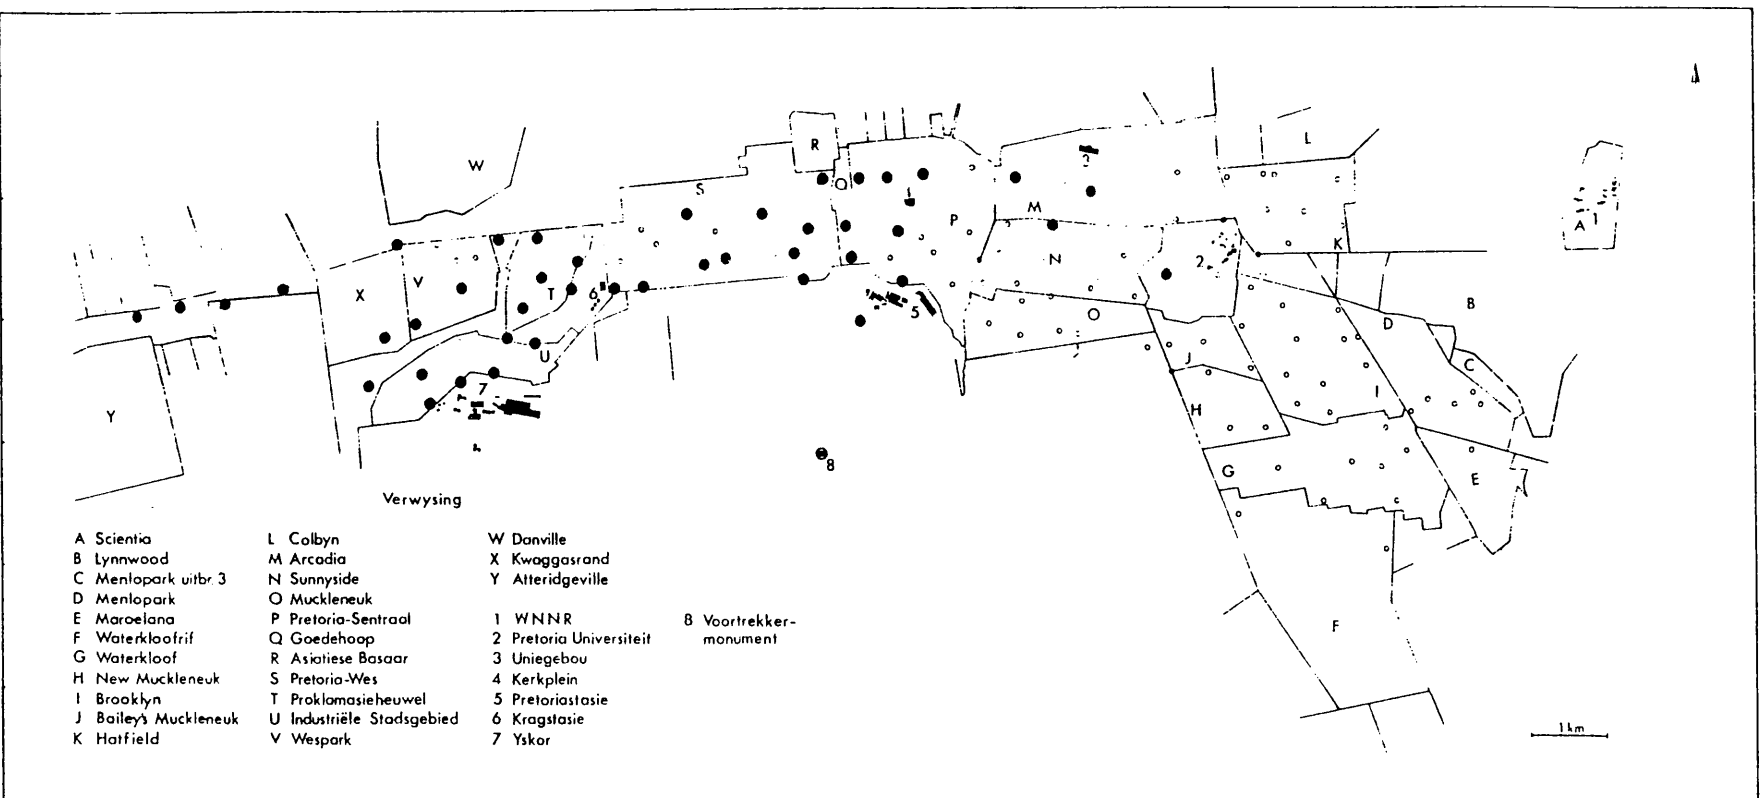 W
R
L
S
Q
3
A 1
P
M
K
N
2
V
X
T
6
B
5
O
D
U
J
C
7
I
Y
H
8
G
E
F
Verwysing
A Scientia
B Lynnwood
C Menlopark uitbr. 3
D Menlopark
E Maroelana
F Waterkloofrif
G Waterkloof
H New Muckleneuk
I Brooklyn
J Bailey's Muckleneuk
K Hatfield
L Colbyn
M Arcadia
N Sunnyside
O Muckleneuk
P Pretoria-Sentraal
Q Goedehoop
R Asiatiese Basaar
S Pretoria-Wes
T Proklamasieheuwel
U Industriële Stadsgebied
V Wespark
W Danville
X Kwaggasrand
Y Atteridgeville
1 WNNR
2 Pretoria Universiteit
3 Uniegebou
4 Kerkplein
5 Pretoriastasie
6 Kragstasie
7 Yskor
8 Voortrekker-
monument
1 km